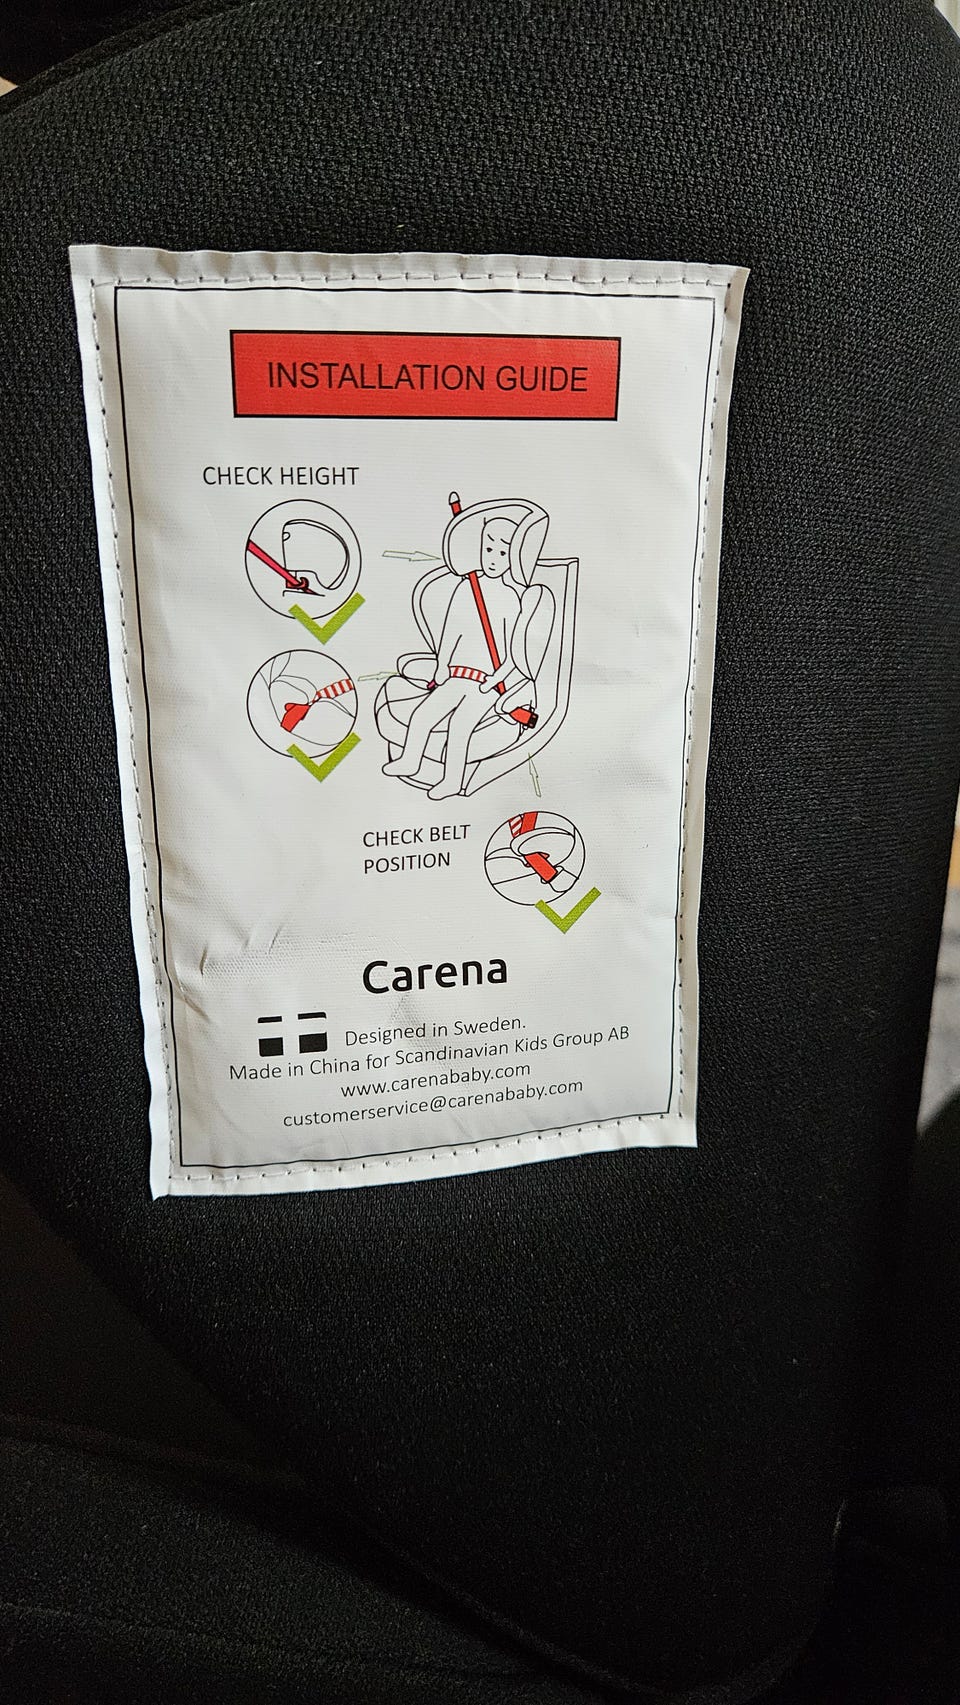 INSTALLATION GUIDE
CHECK HEIGHT
CHECK BELT
POSITION
Carena
Designed in Sweden.
Made in China for Scandinavian Kids Group AB
www.carenababy.com
customerservice@carenababy.com